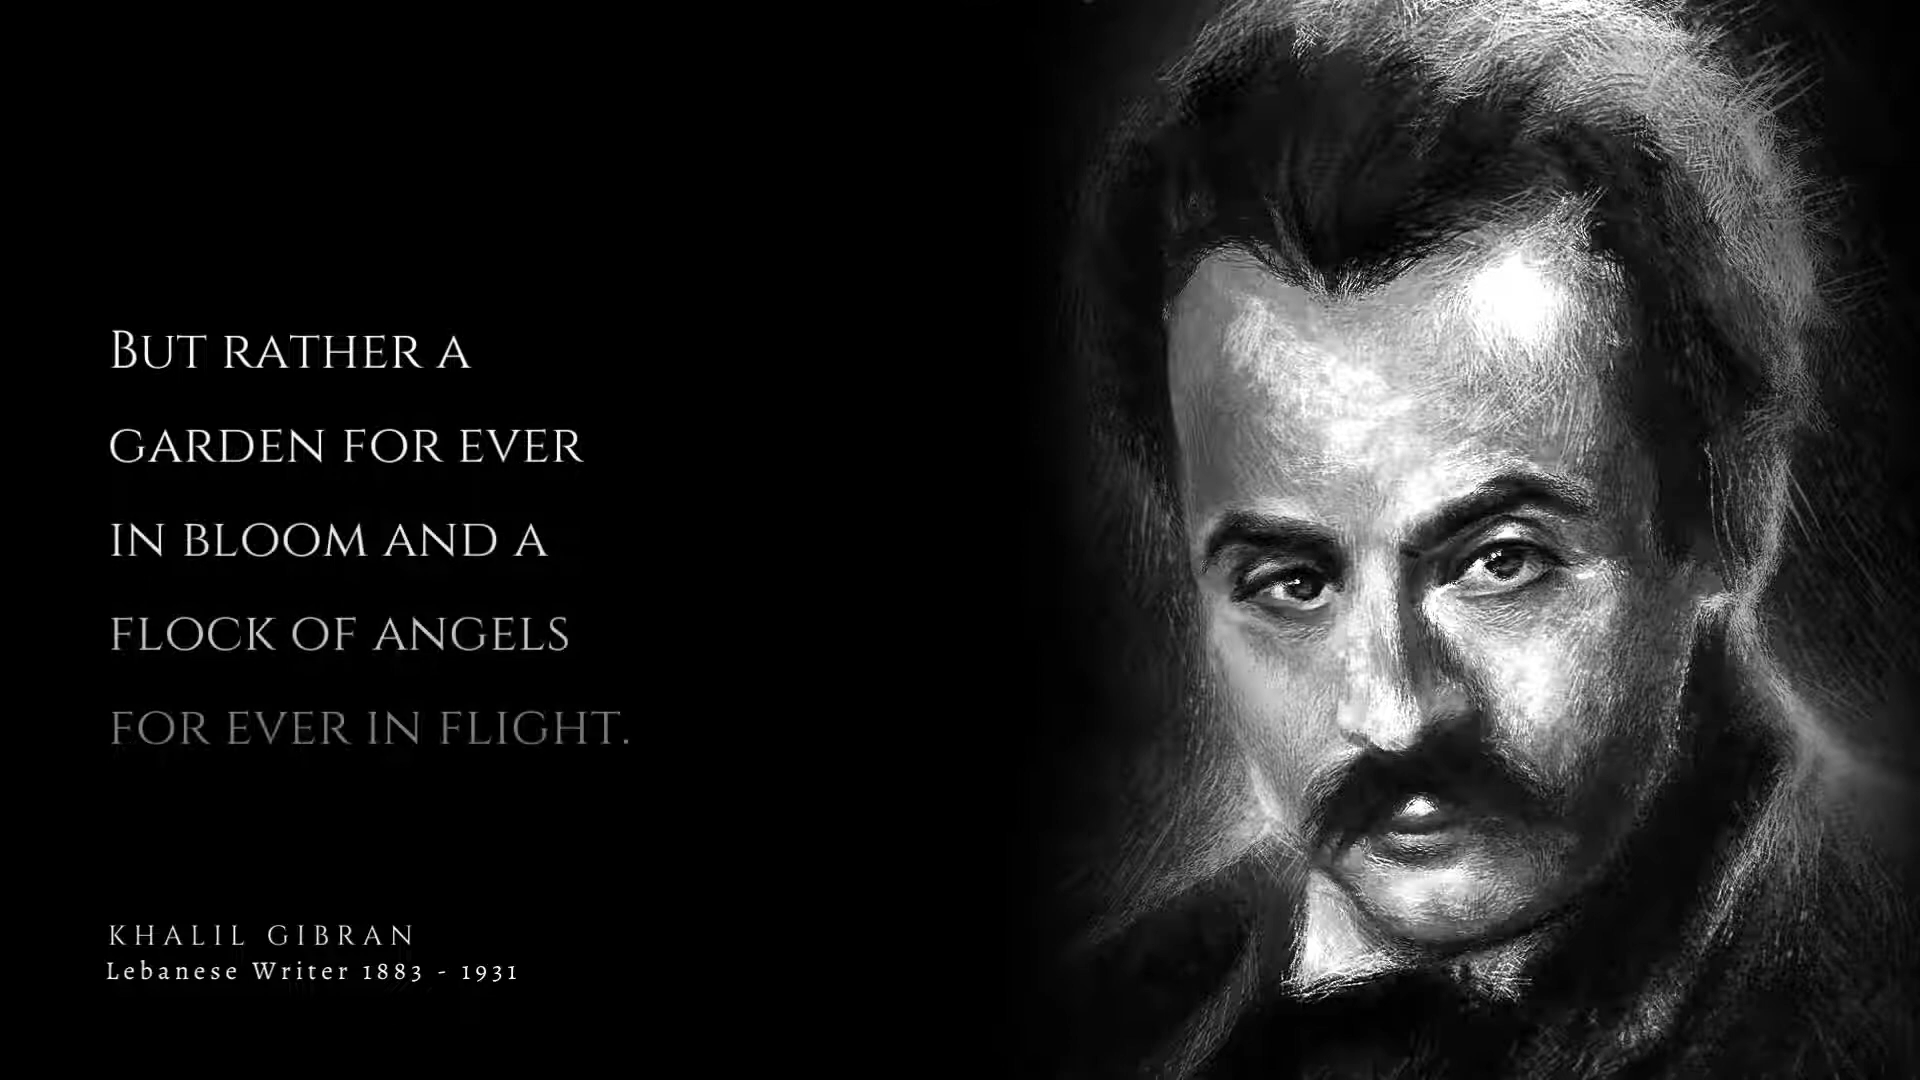 But rather a
garden for ever
in bloom and a
flock of angels
for ever in flight.
KHALIL GIBRAN
Lebanese Writer 1883 - 1931